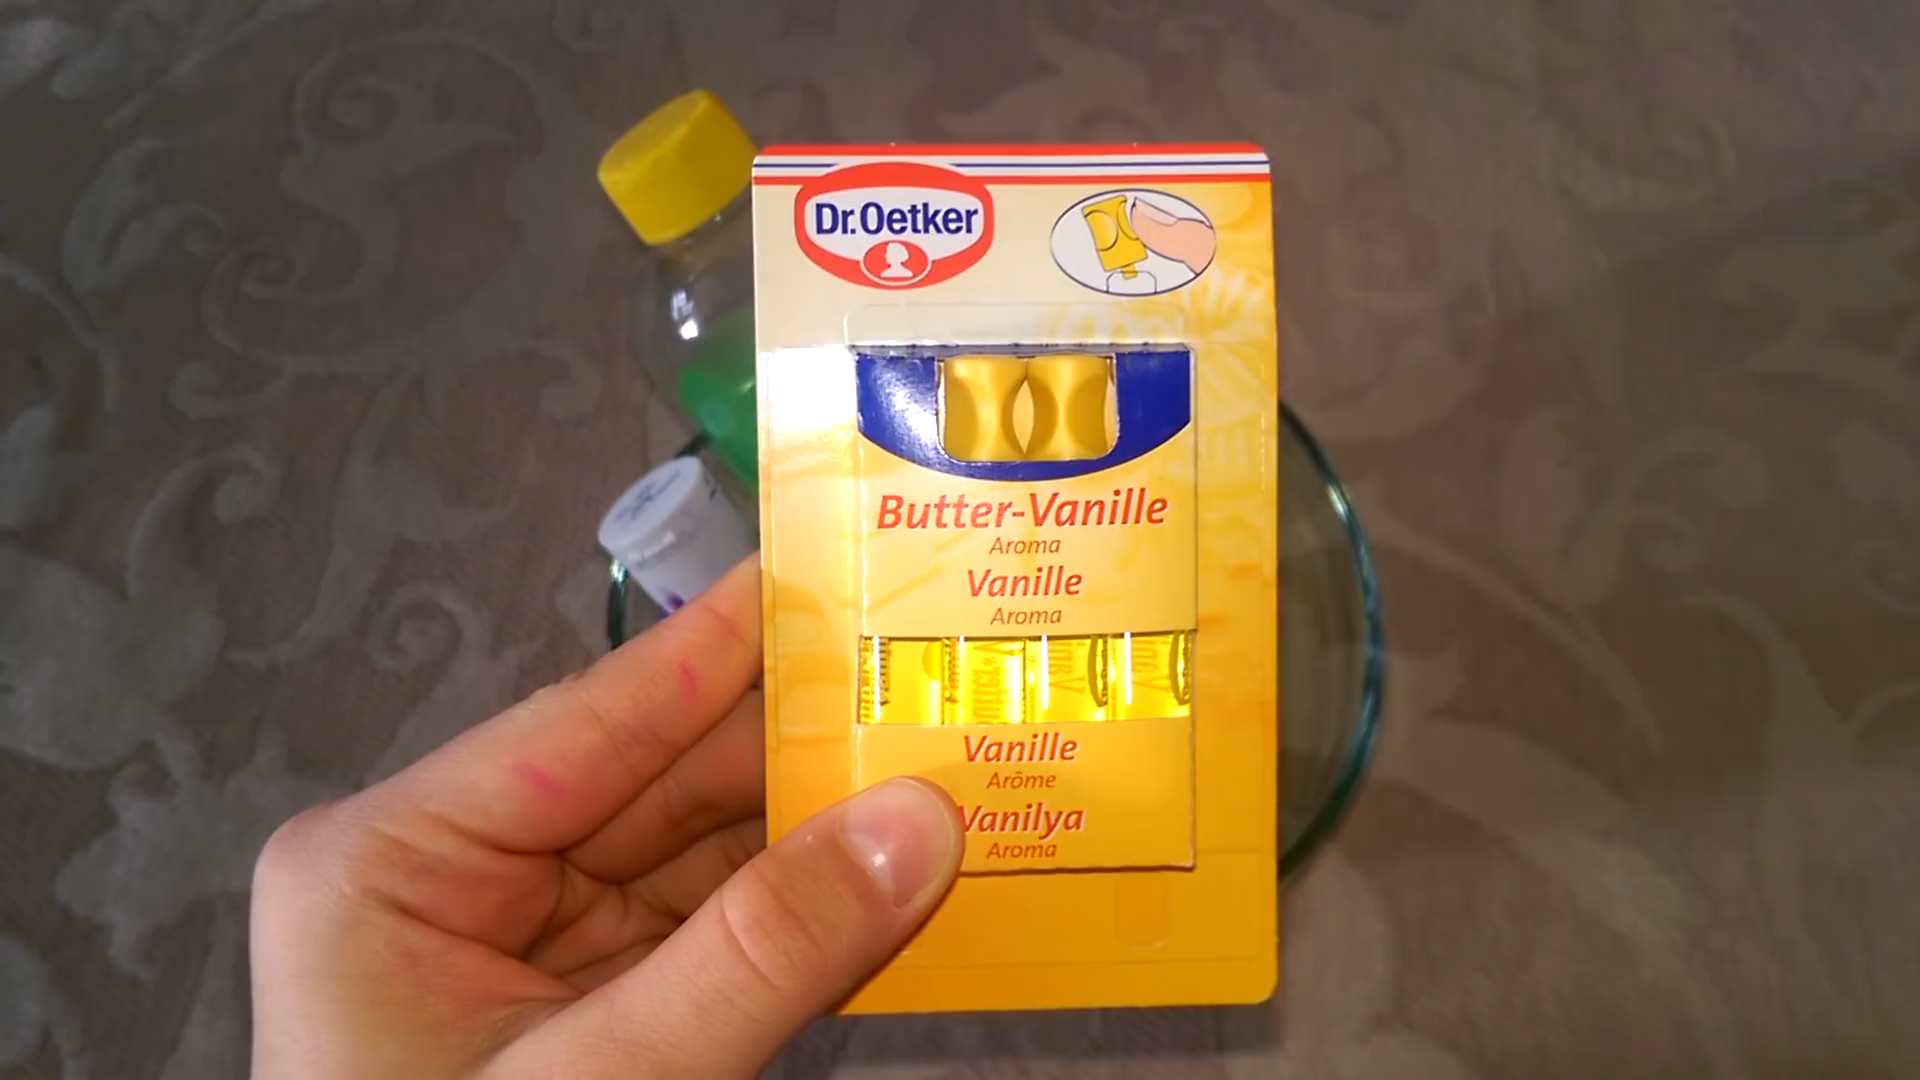 Dr.Oetker
Butter-Vanille
Aroma
Vanille
Aroma
Vanille
Arôme
Vanilya
Aroma